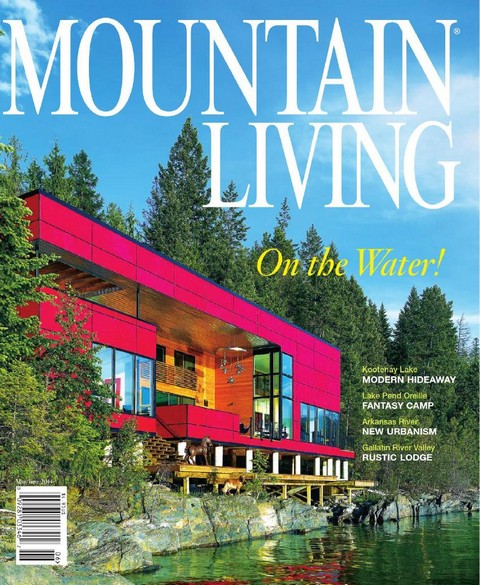 MOUNTAIN®
LIVING
On the Water!
Kootenay Lake
MODERN HIDEAWAY
Lake Pend Oreille
FANTASY CAMP
Arkansas River
NEW URBANISM
Gallatin River Valley
RUSTIC LODGE
06>